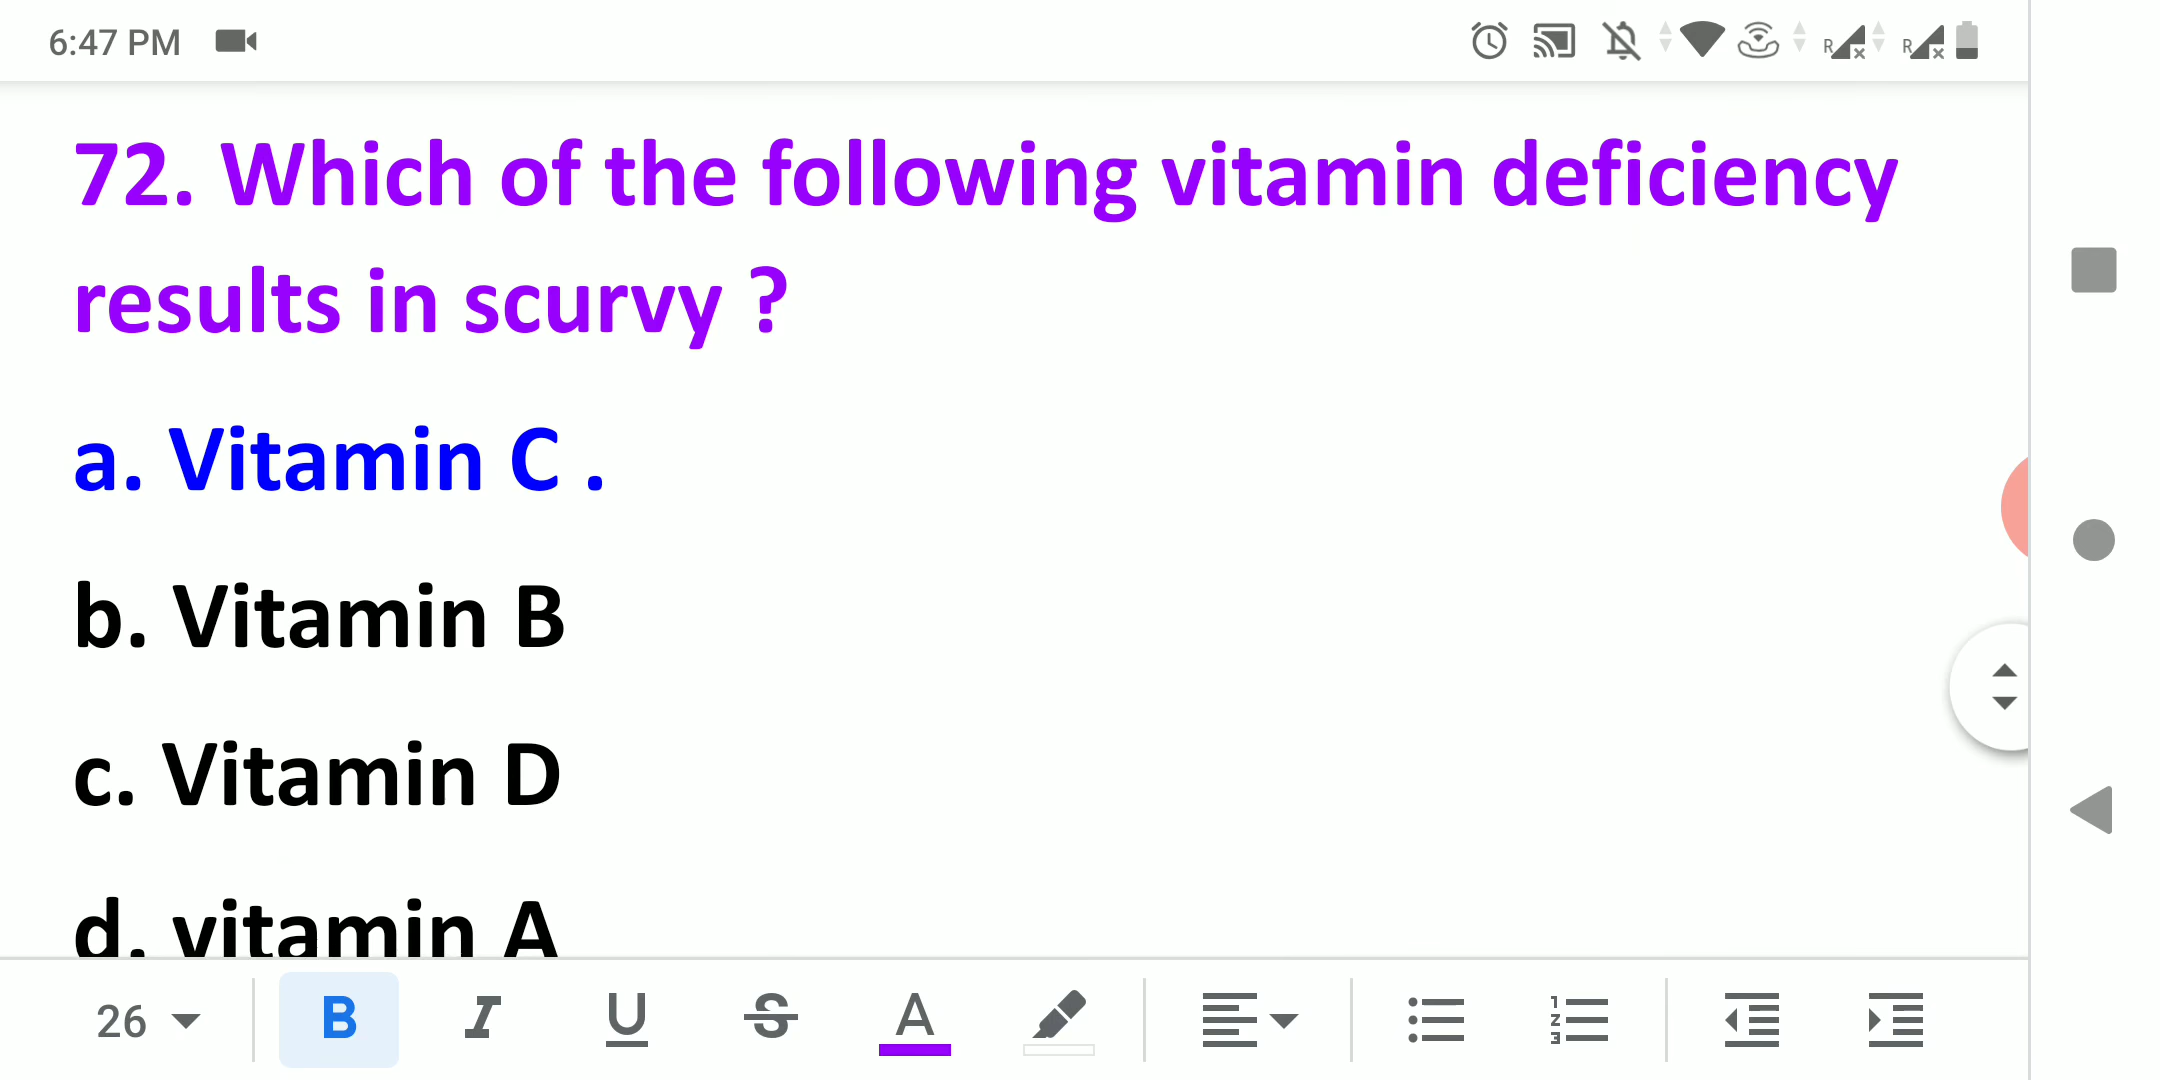 6:47 PM
R R
72. Which of the following vitamin deficiency
results in scurvy ?
a. Vitamin C .
b. Vitamin B
c. Vitamin D
d. vitamin A
26 B I U S A